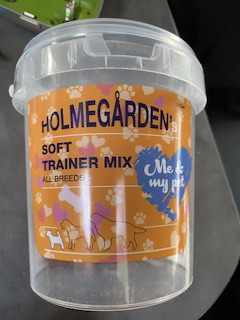 HOLMEGÅRDEN's
SOFT
TRAINER MIX
ALL BREEDS
Me &
my pet